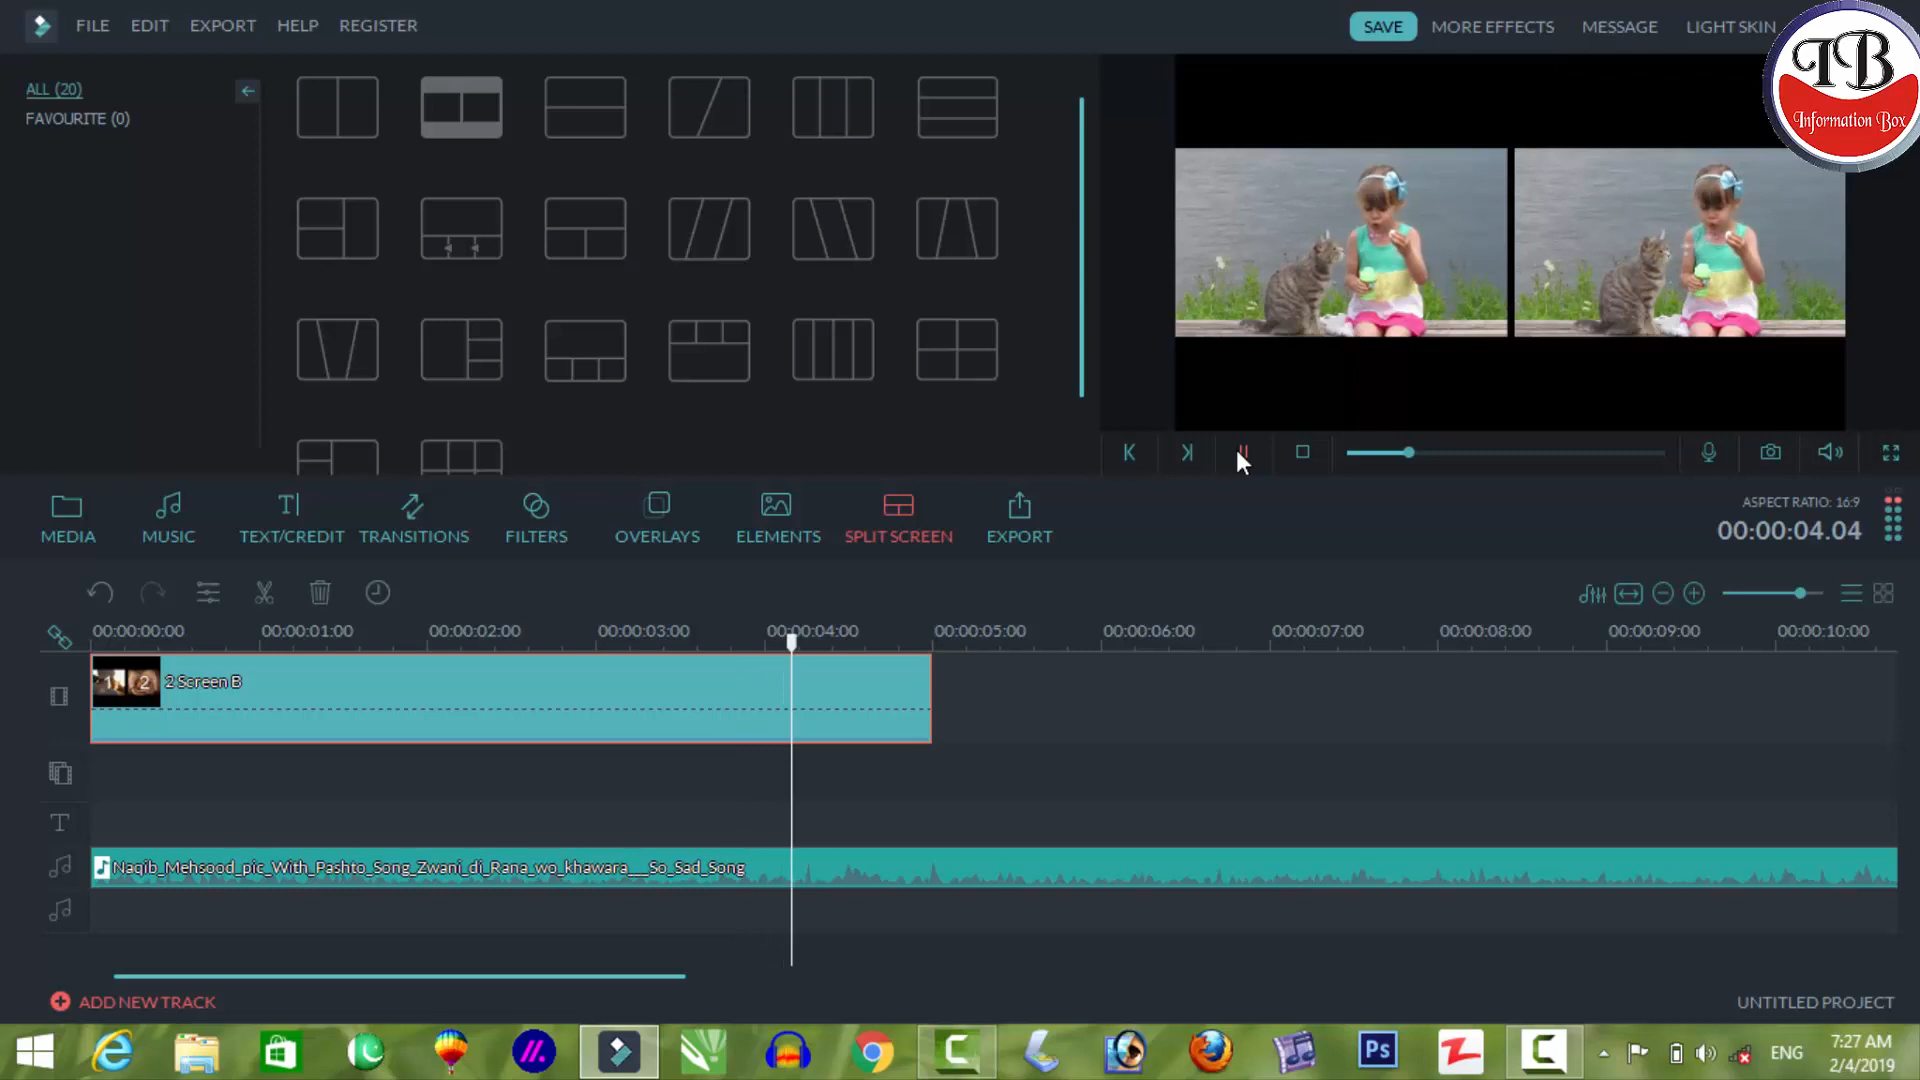 FILE EDIT EXPORT HELP REGISTER
SAVE MORE EFFECTS MESSAGE LIGHT SKIN
TB
Information Box
ALL (20)
FAVOURITE (0)
MEDIA MUSIC TEXT/CREDIT TRANSITIONS FILTERS OVERLAYS ELEMENTS SPLIT SCREEN EXPORT
ASPECT RATIO: 16:9
00:00:04.04
00:00:00:00 00:00:01:00 00:00:02:00 00:00:03:00 00:00:04:00 00:00:05:00 00:00:06:00 00:00:07:00 00:00:08:00 00:00:09:00 00:00:10:00
1 2 2 Screen B
Naqib_Mehsood_pic_With_Pashto_Song_Zwani_di_Rana_wo_khawara__So_Sad_Song
ADD NEW TRACK
UNTITLED PROJECT
Ps
ENG
7:27 AM
2/4/2019